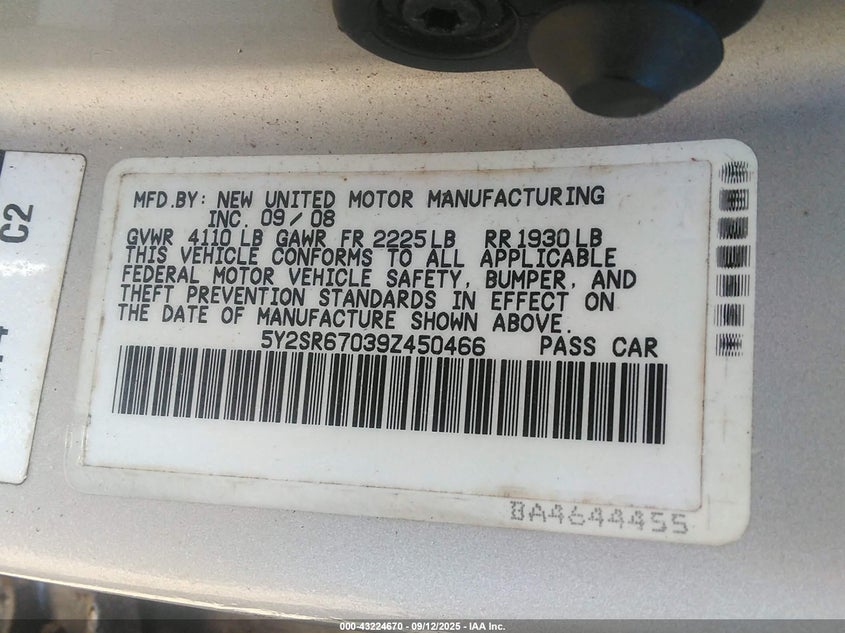 MFD.BY: NEW UNITED MOTOR MANUFACTURING
INC. 09/08
GVWR 4110 LB GAWR FR 2225 LB RR 1930 LB
THIS VEHICLE CONFORMS TO ALL APPLICABLE
FEDERAL MOTOR VEHICLE SAFETY, BUMPER, AND
THEFT PREVENTION STANDARDS IN EFFECT ON
THE DATE OF MANUFACTURE SHOWN ABOVE.
5Y2SR67039Z450466 PASS CAR
BA4644455
C2
000-43224670 - 09/12/2025 - IAA Inc.